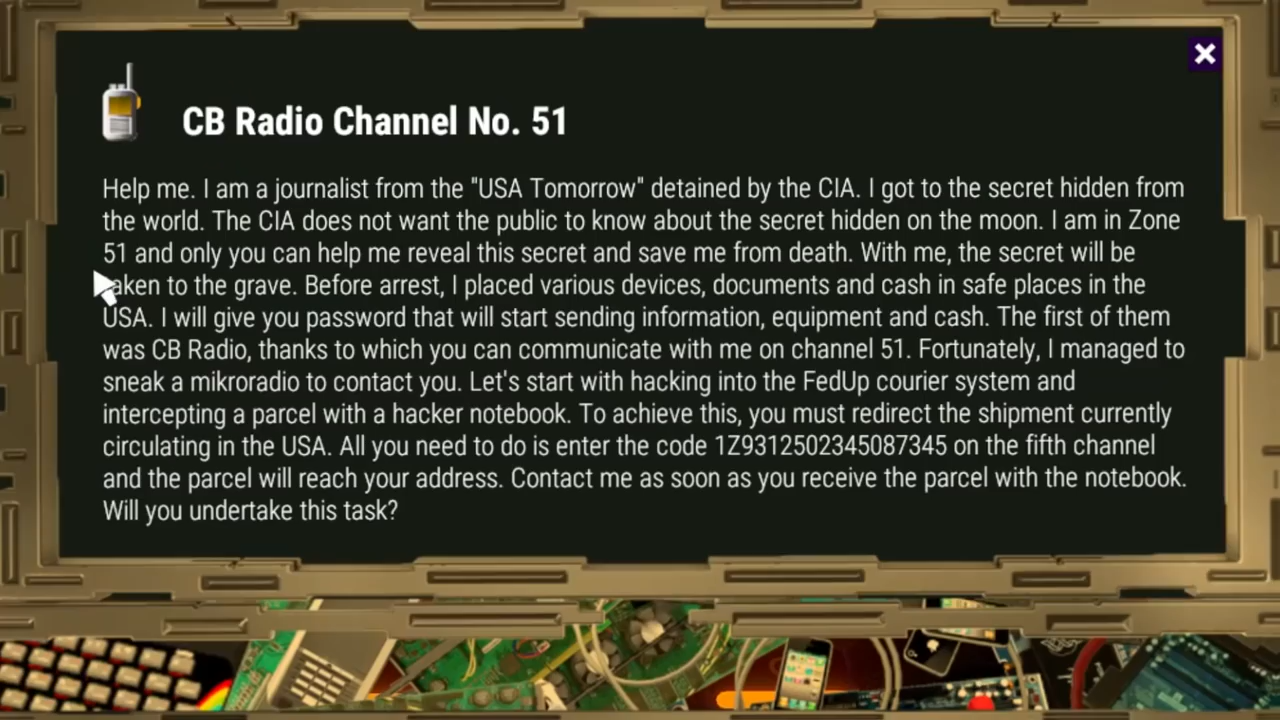 CB Radio Channel No. 51
Help me. I am a journalist from the "USA Tomorrow" detained by the CIA. I got to the secret hidden from
the world. The CIA does not want the public to know about the secret hidden on the moon. I am in Zone
51 and only you can help me reveal this secret and save me from death. With me, the secret will be
taken to the grave. Before arrest, I placed various devices, documents and cash in safe places in the
USA. I will give you password that will start sending information, equipment and cash. The first of them
was CB Radio, thanks to which you can communicate with me on channel 51. Fortunately, I managed to
sneak a mikroradio to contact you. Let's start with hacking into the FedUp courier system and
intercepting a parcel with a hacker notebook. To achieve this, you must redirect the shipment currently
circulating in the USA. All you need to do is enter the code 1Z9312502345087345 on the fifth channel
and the parcel will reach your address. Contact me as soon as you receive the parcel with the notebook.
Will you undertake this task?